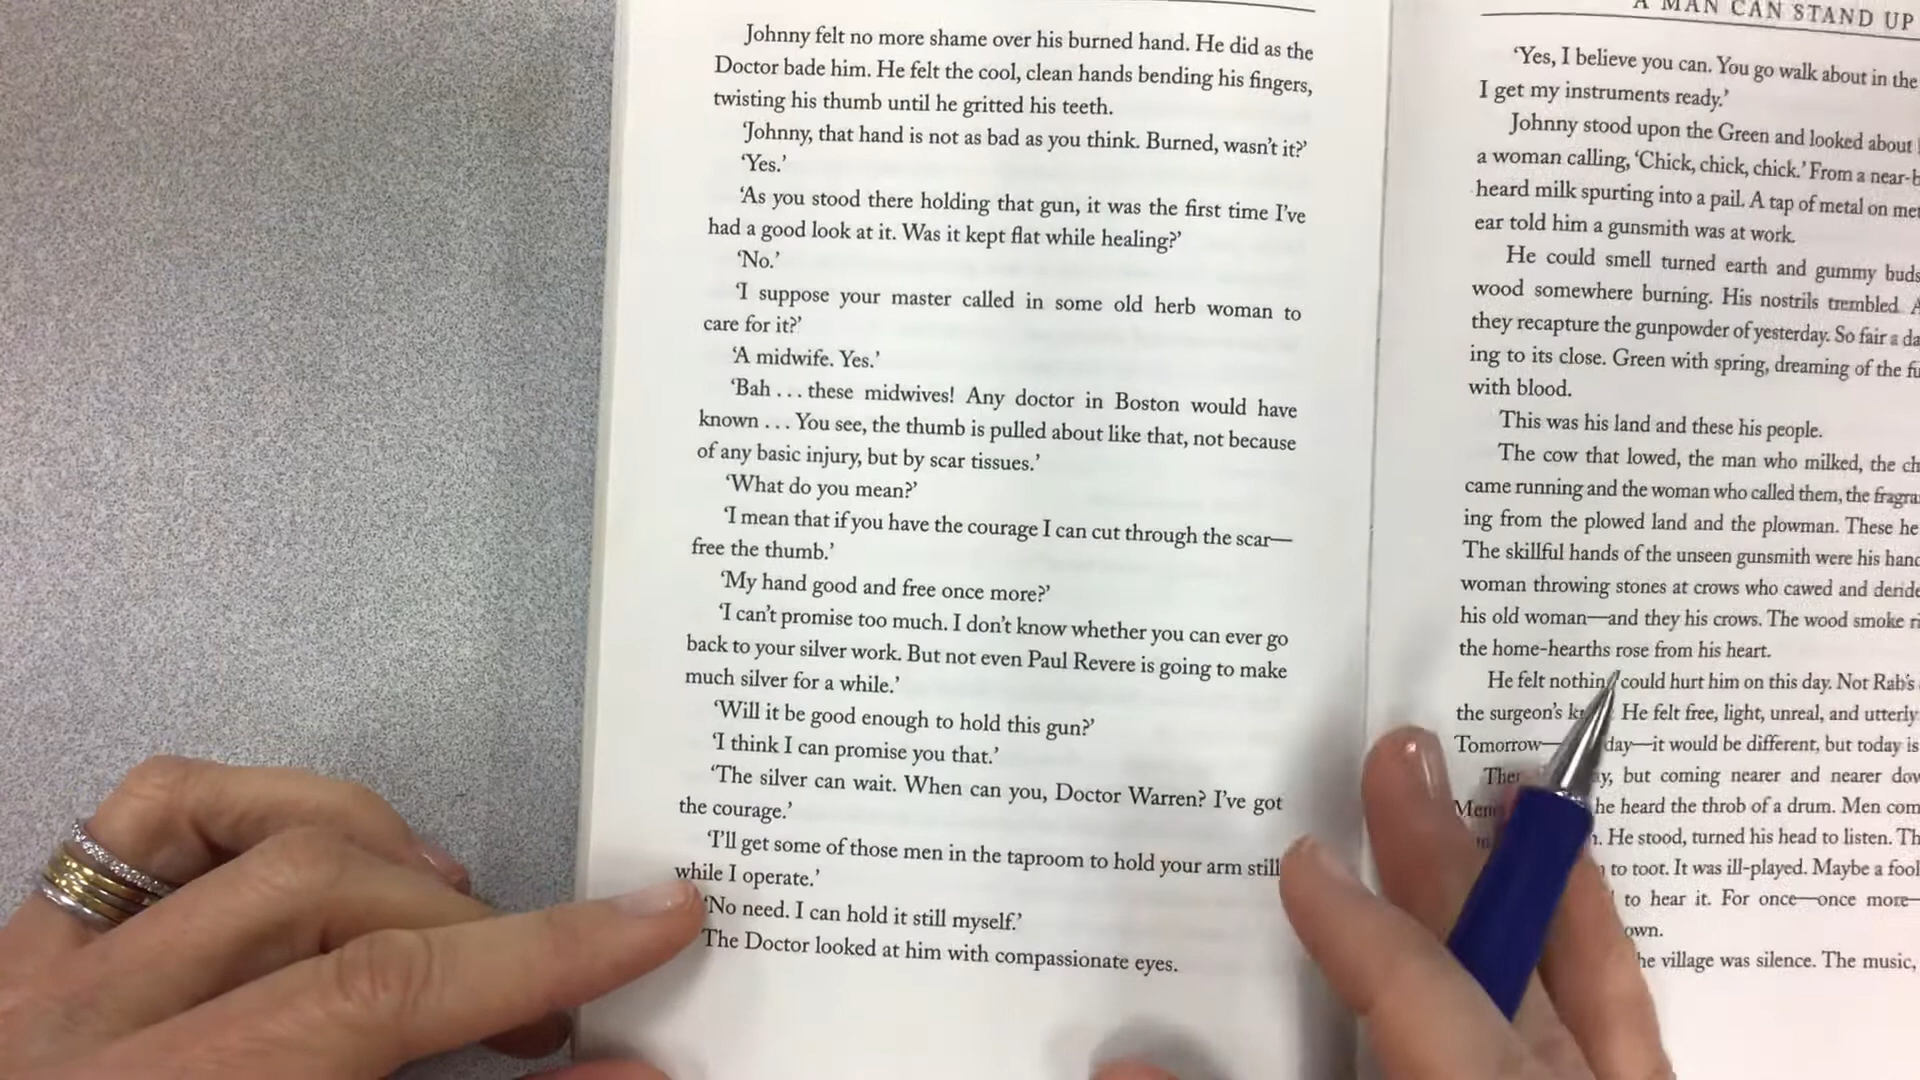 Johnny felt no more shame over his burned hand. He did as the
Doctor bade him. He felt the cool, clean hands bending his fingers,
twisting his thumb until he gritted his teeth.
'Johnny, that hand is not as bad as you think. Burned, wasn't it?'
'Yes.'
'As you stood there holding that gun, it was the first time I've
had a good look at it. Was it kept flat while healing?'
'No.'
'I suppose your master called in some old herb woman to
care for it?'
'A midwife. Yes.'
'Bah . . . these midwives! Any doctor in Boston would have
known . . . You see, the thumb is pulled about like that, not because
of any basic injury, but by scar tissues.'
'What do you mean?'
'I mean that if you have the courage I can cut through the scar—
free the thumb.'
'My hand good and free once more?'
'I can't promise too much. I don't know whether you can ever go
back to your silver work. But not even Paul Revere is going to make
much silver for a while.'
'Will it be good enough to hold this gun?'
'I think I can promise you that.'
'The silver can wait. When can you, Doctor Warren? I've got
the courage.'
'I'll get some of those men in the taproom to hold your arm still
while I operate.'
'No need. I can hold it still myself.'
The Doctor looked at him with compassionate eyes.
A MAN CAN STAND UP
'Yes, I believe you can. You go walk about in the
I get my instruments ready.'
Johnny stood upon the Green and looked about
a woman calling, 'Chick, chick, chick.' From a near-b
heard milk spurting into a pail. A tap of metal on met
ear told him a gunsmith was at work.
He could smell turned earth and gummy buds
wood somewhere burning. His nostrils trembled. A
they recapture the gunpowder of yesterday. So fair a da
ing to its close. Green with spring, dreaming of the fu
with blood.
This was his land and these his people.
The cow that lowed, the man who milked, the ch
came running and the woman who called them, the fragra
ing from the plowed land and the plowman. These he
The skillful hands of the unseen gunsmith were his hand
woman throwing stones at crows who cawed and deride
his old woman—and they his crows. The wood smoke ri
the home-hearths rose from his heart.
He felt nothin could hurt him on this day. Not Rab's
the surgeon's He felt free, light, unreal, and utterly
Tomorrow— day—it would be different, but today is
y, but coming nearer and nearer dow
he heard the throb of a drum. Men com
He stood, turned his head to listen. Th
to toot. It was ill-played. Maybe a fool
to hear it. For once—once more—
own.
he village was silence. The music,